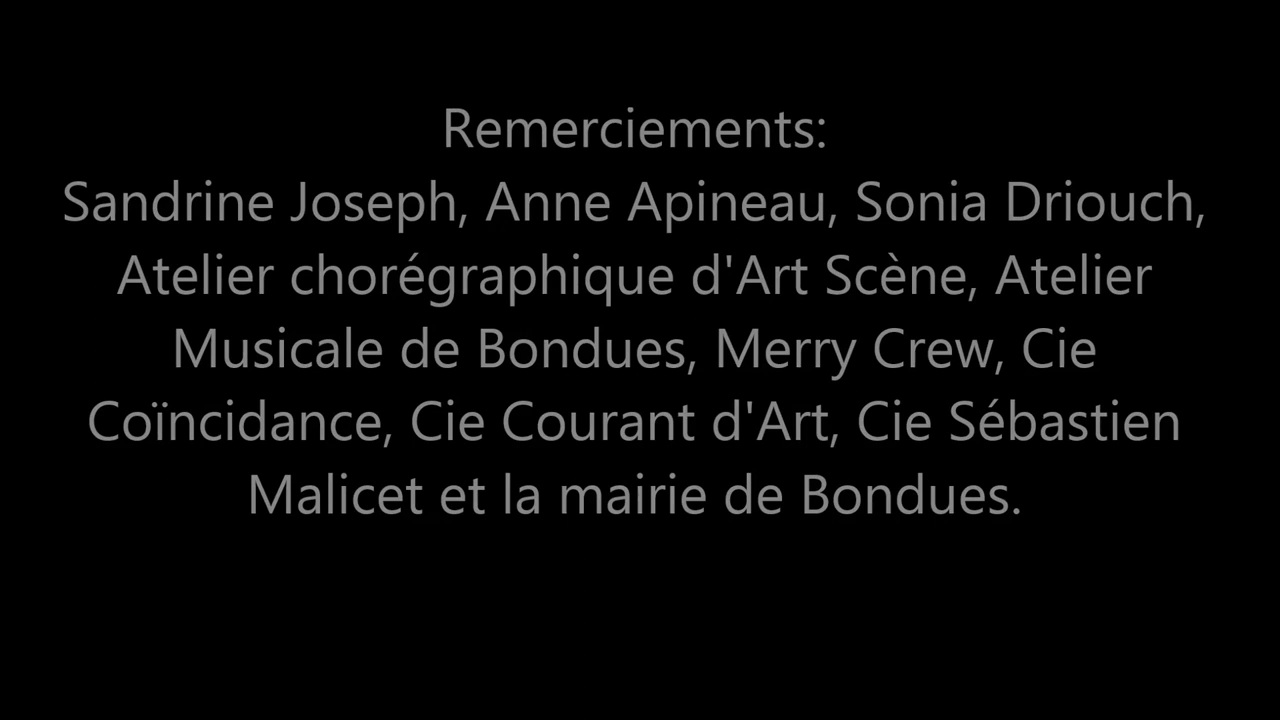 Remerciements:
Sandrine Joseph, Anne Apineau, Sonia Driouch,
Atelier chorégraphique d'Art Scène, Atelier
Musicale de Bondues, Merry Crew, Cie
Coïncidance, Cie Courant d'Art, Cie Sébastien
Malicet et la mairie de Bondues.